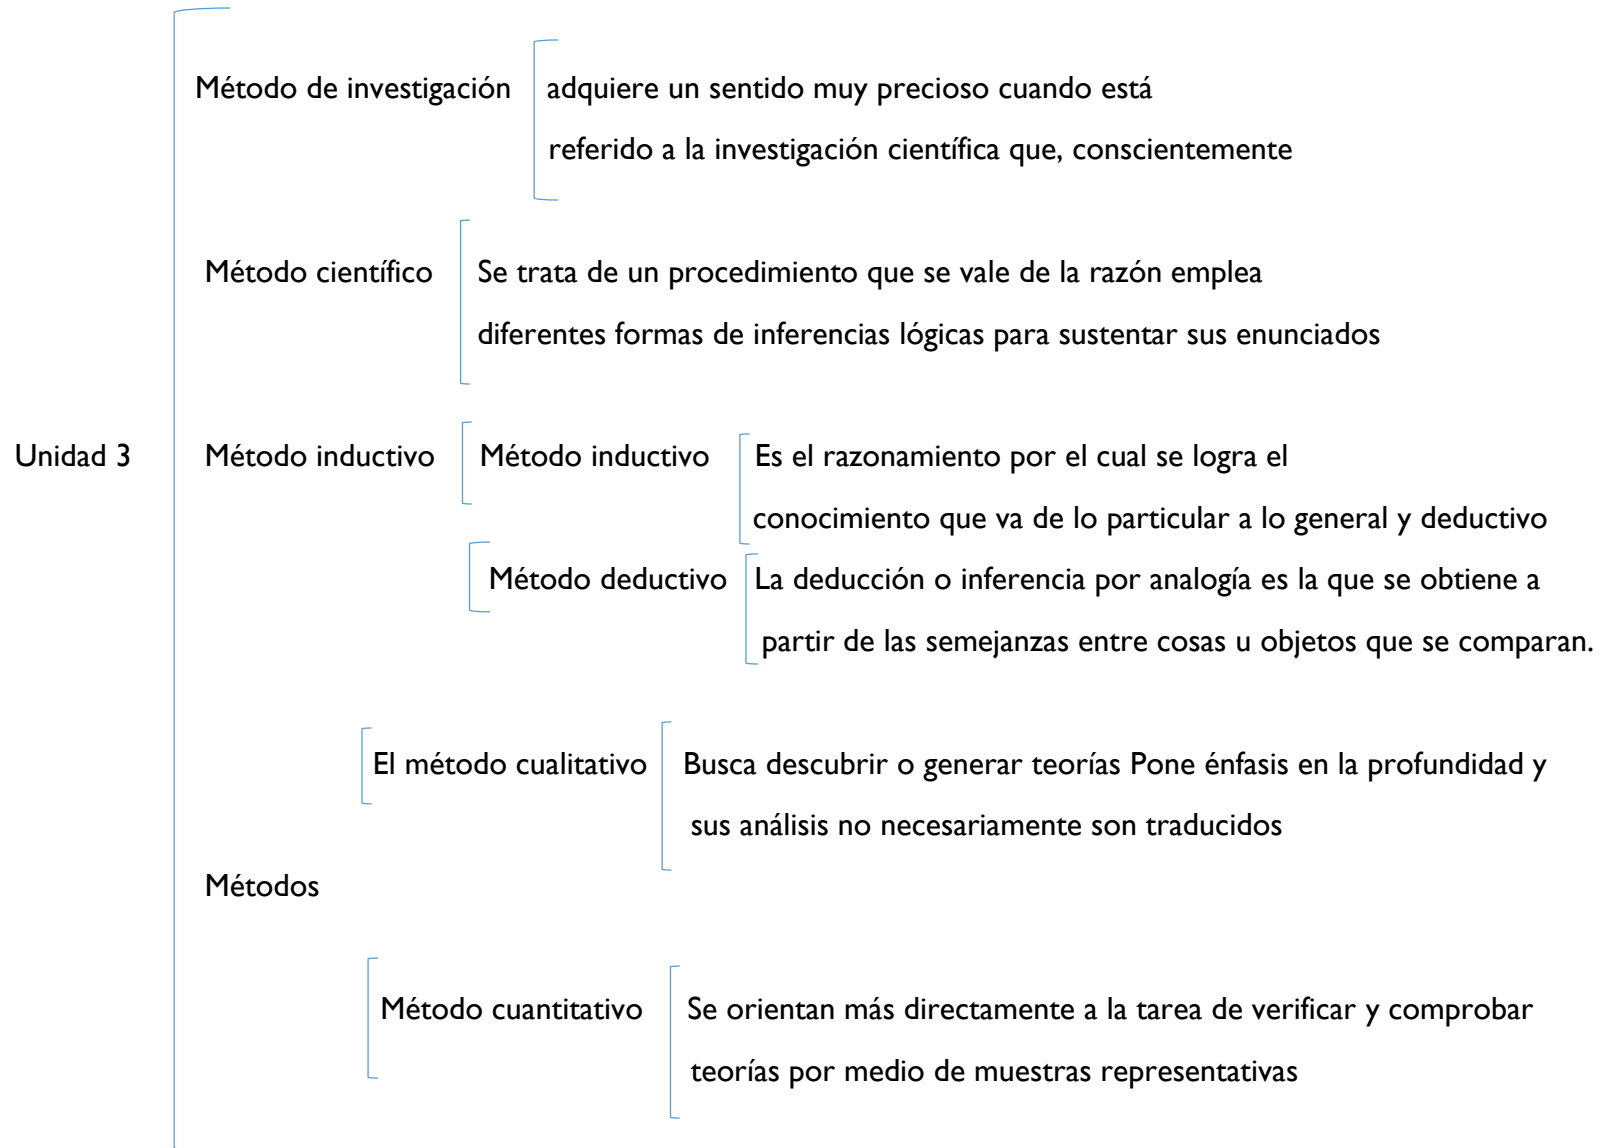 Método de investigación adquiere un sentido muy precioso cuando está
referido a la investigación científica que, conscientemente
Método científico Se trata de un procedimiento que se vale de la razón emplea
diferentes formas de inferencias lógicas para sustentar sus enunciados
Unidad 3 Método inductivo Método inductivo Es el razonamiento por el cual se logra el
conocimiento que va de lo particular a lo general y deductivo
Método deductivo La deducción o inferencia por analogía es la que se obtiene a
partir de las semejanzas entre cosas u objetos que se comparan.
El método cualitativo Busca descubrir o generar teorías Pone énfasis en la profundidad y
sus análisis no necesariamente son traducidos
Métodos
Método cuantitativo Se orientan más directamente a la tarea de verificar y comprobar
teorías por medio de muestras representativas